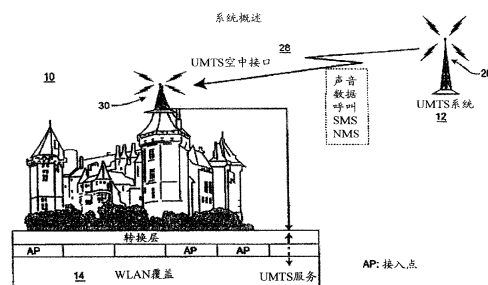 系统概述
10
UMTS空中接口
28
30
声音
数据
呼叫
SMS
NMS
UMTS系统
12
转换层
AP
AP
AP
14
WLAN覆盖
UMTS服务
AP: 接入点